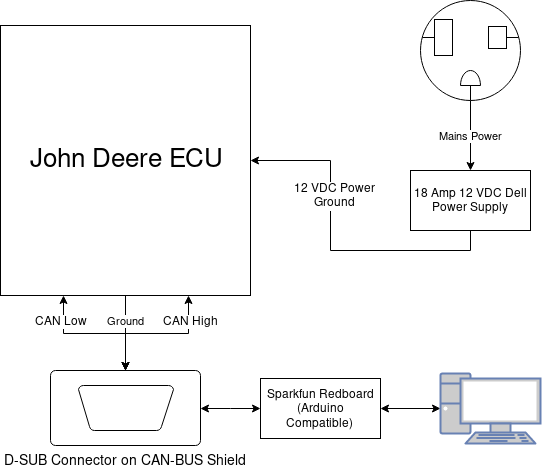 John Deere ECU
Mains Power
18 Amp 12 VDC Dell
Power Supply
12 VDC Power
Ground
CAN Low
Ground
CAN High
Sparkfun Redboard
(Arduino
Compatible)
D-SUB Connector on CAN-BUS Shield